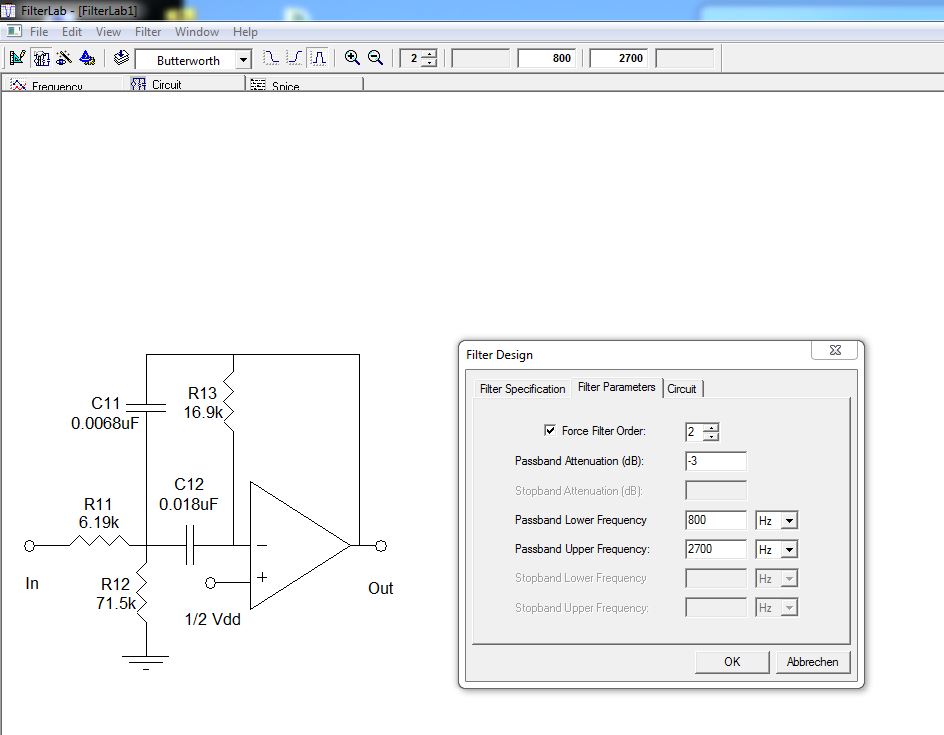 FilterLab - [FilterLab1]
File Edit View Filter Window Help
Butterworth 2 800 2700
Frequency Circuit Spice
C11
0.0068uF
R13
16.9k
C12
0.018uF
R11
6.19k
In
R12
71.5k
1/2 Vdd
Out
Filter Design
Filter Specification Filter Parameters Circuit
Force Filter Order: 2
Passband Attenuation (dB): -3
Stopband Attenuation (dB):
Passband Lower Frequency 800 Hz
Passband Upper Frequency: 2700 Hz
Stopband Lower Frequency Hz
Stopband Upper Frequency: Hz
OK Abbrechen